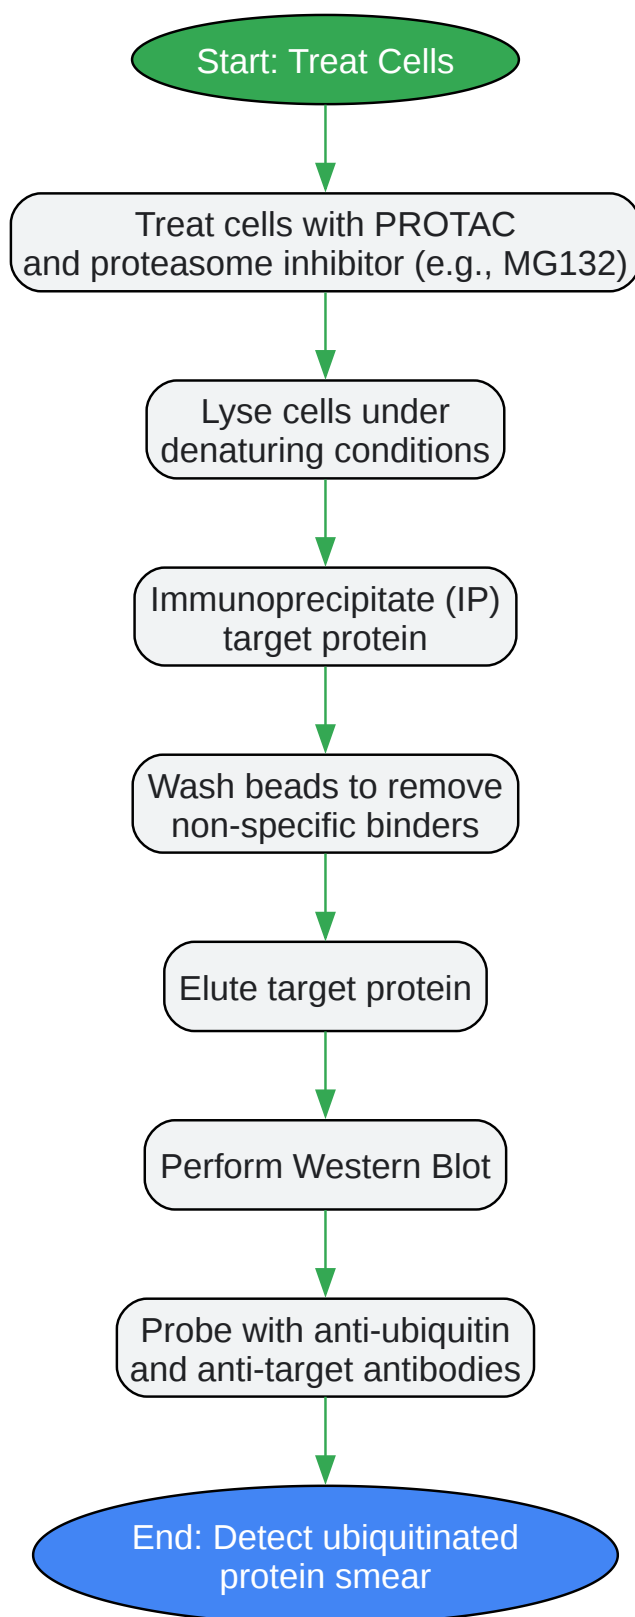 Start: Treat Cells
Treat cells with PROTAC
and proteasome inhibitor (e.g., MG132)
Lyse cells under
denaturing conditions
Immunoprecipitate (IP)
target protein
Wash beads to remove
non-specific binders
Elute target protein
Perform Western Blot
Probe with anti-ubiquitin
and anti-target antibodies
End: Detect ubiquitinated
protein smear